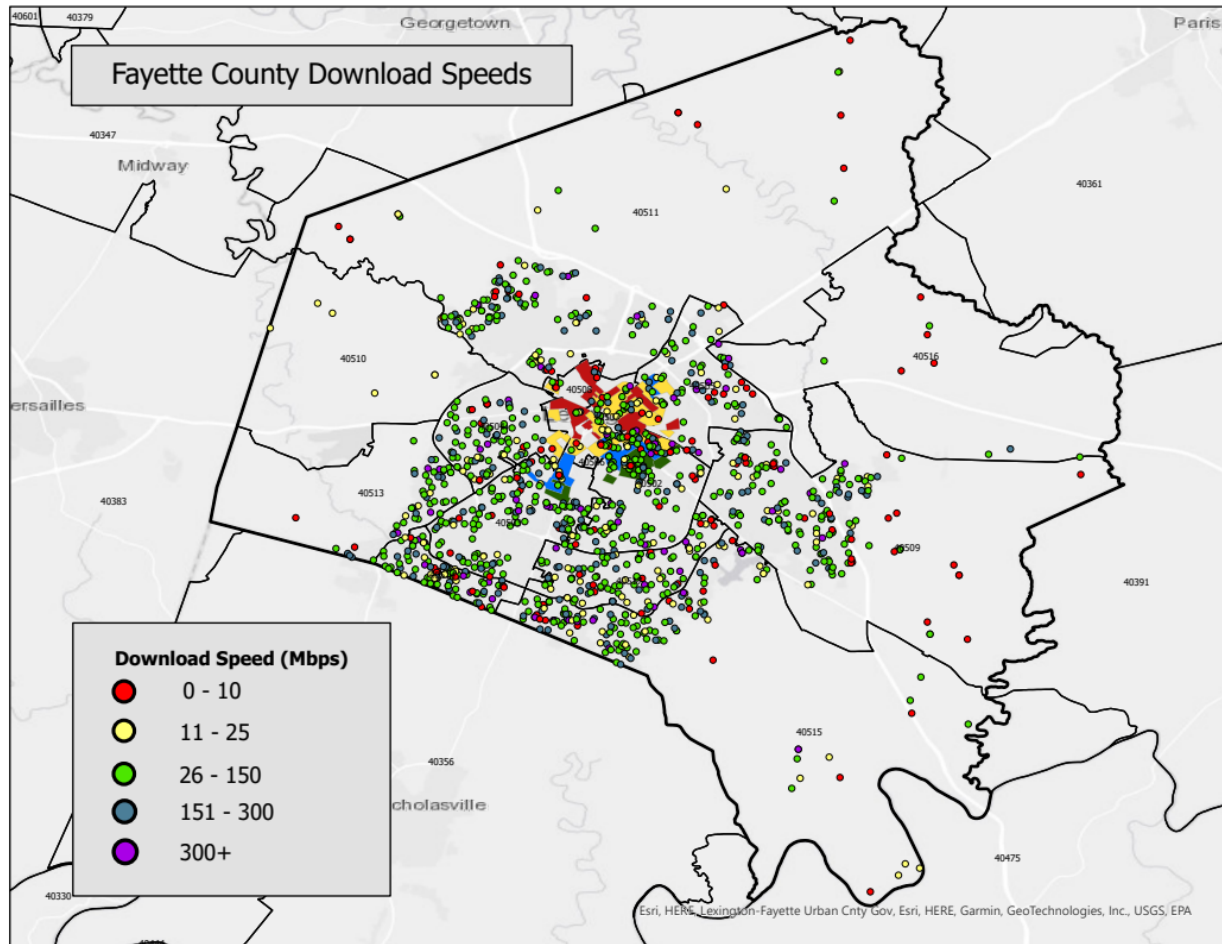 40601
40379
Georgetown
Paris
Fayette County Download Speeds
40347
Midway
40361
40511
40510
40516
ersailles
40383
40513
40502
40509
40391
Download Speed (Mbps)
0 - 10
11 - 25
26 - 150
151 - 300
300+
40515
40356
cholasville
40475
40330
Esri, HERE, Lexington-Fayette Urban Cnty Gov, Esri, HERE, Garmin, GeoTechnologies, Inc., USGS, EPA